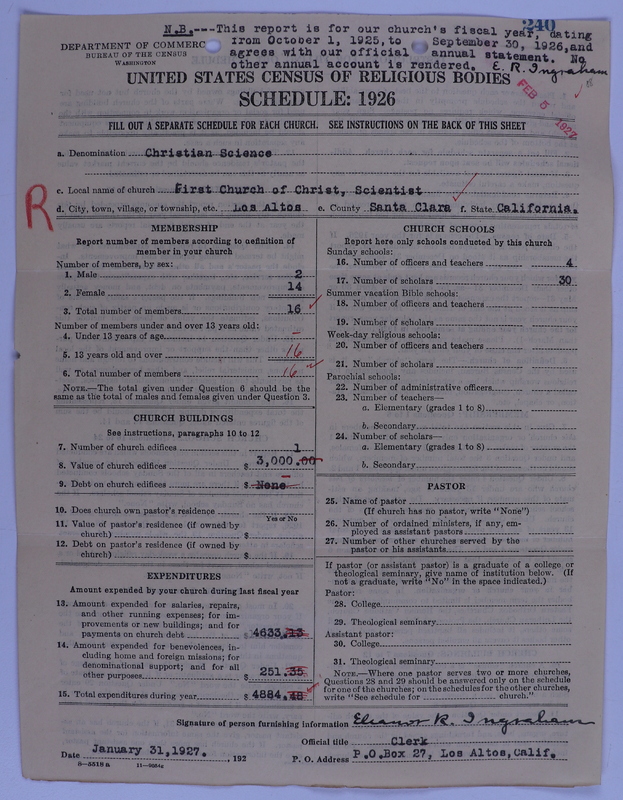 240
N.B.---This report is for our church's fiscal year, dating
from October 1, 1925, to September 30, 1926, and
agrees with our official annual statement. No
other annual account is rendered. E. R. Ingraham
DEPARTMENT OF COMMERCE
BUREAU OF THE CENSUS
WASHINGTON
UNITED STATES CENSUS OF RELIGIOUS BODIES
SCHEDULE: 1926
FEB 5 1927
FILL OUT A SEPARATE SCHEDULE FOR EACH CHURCH. SEE INSTRUCTIONS ON THE BACK OF THIS SHEET
a. Denomination Christian Science
c. Local name of church First Church of Christ, Scientist
R
d. City, town, village, or township, etc. Los Altos e. County Santa Clara f. State California.
MEMBERSHIP
Report number of members according to definition of
member in your church
Number of members, by sex:
1. Male 2
2. Female 14
3. Total number of members 16
Number of members under and over 13 years old:
4. Under 13 years of age –
5. 13 years old and over 16
6. Total number of members 16
NOTE.—The total given under Question 6 should be the
same as the total of males and females given under Question 3.
CHURCH BUILDINGS
See instructions, paragraphs 10 to 12
7. Number of church edifices 1
8. Value of church edifices $ 3,000.00
9. Debt on church edifices $ None
10. Does church own pastor's residence
Yes or No
11. Value of pastor's residence (if owned by
church) $
12. Debt on pastor's residence (if owned by
church) $
EXPENDITURES
Amount expended by your church during last fiscal year
13. Amount expended for salaries, repairs,
and other running expenses; for im-
provements or new buildings; and for
payments on church debt $ 4633.13
14. Amount expended for benevolences, in-
cluding home and foreign missions; for
denominational support; and for all
other purposes $ 251.35
15. Total expenditures during year $ 4884.48
CHURCH SCHOOLS
Report here only schools conducted by this church
Sunday schools:
16. Number of officers and teachers 4
17. Number of scholars 30
Summer vacation Bible schools:
18. Number of officers and teachers
19. Number of scholars
Week-day religious schools:
20. Number of officers and teachers
21. Number of scholars
Parochial schools:
22. Number of administrative officers
23. Number of teachers—
a. Elementary (grades 1 to 8)
b. Secondary
24. Number of scholars—
a. Elementary (grades 1 to 8)
b. Secondary
PASTOR
25. Name of pastor
(If church has no pastor, write "None")
26. Number of ordained ministers, if any, em-
ployed as assistant pastors
27. Number of other churches served by the
pastor or his assistants
If pastor (or assistant pastor) is a graduate of a college or
theological seminary, give name of institution below. (If
not a graduate, write "No" in the space indicated.)
Pastor:
28. College
29. Theological seminary
Assistant pastor:
30. College
31. Theological seminary
NOTE.—Where one pastor serves two or more churches,
Questions 28 and 29 should be answered only on the schedule
for one of the churches; on the schedules for the other churches,
write "See schedule for church."
Signature of person furnishing information Eleanor R. Ingraham
Official title Clerk
Date January 31, 1927. , 192
P. O. Address P.O.Box 27, Los Altos, Calif.
8—5518 a